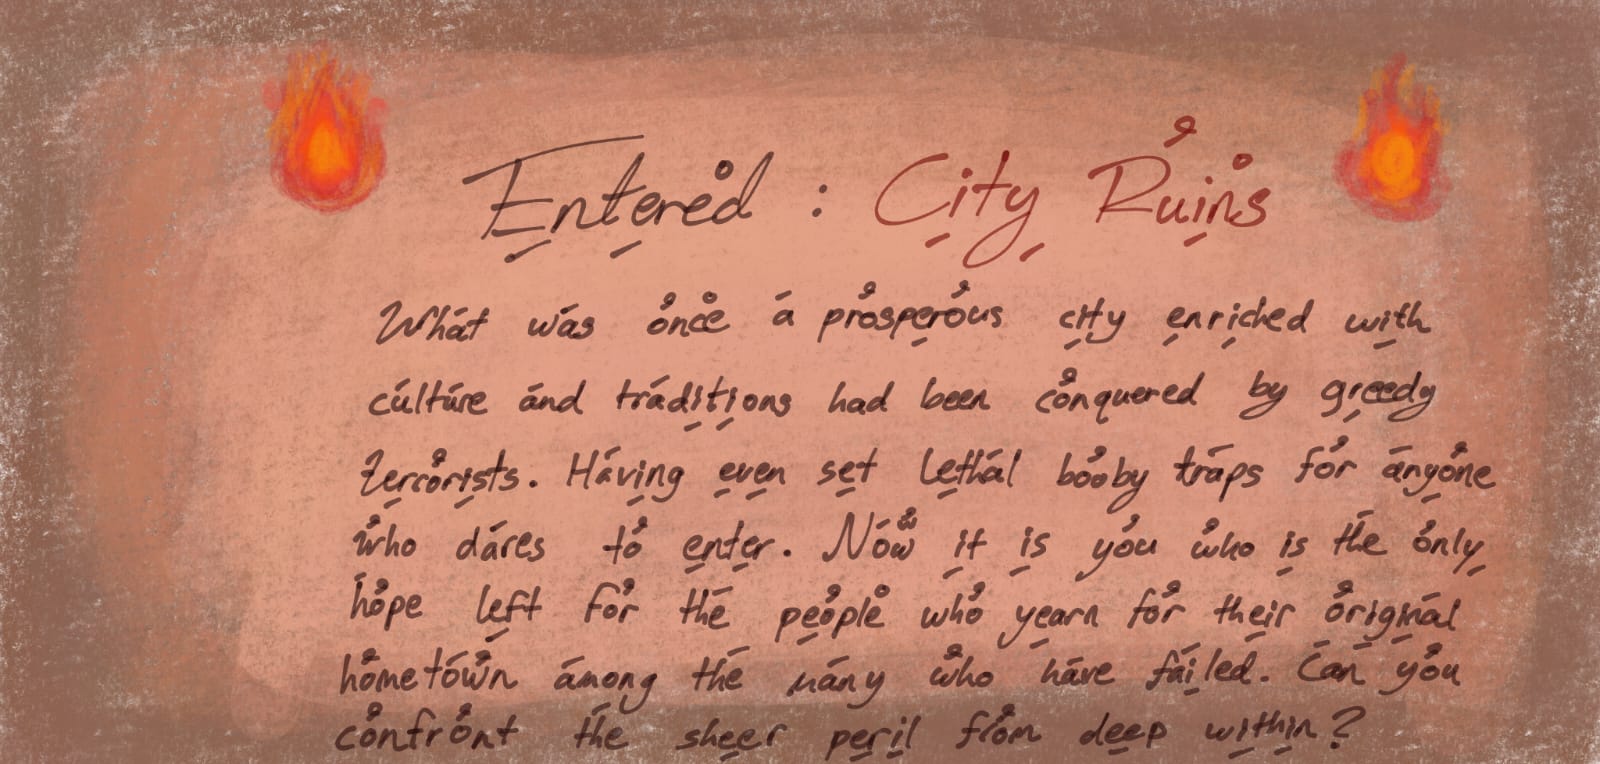 Entered : City Ruins
What was once a prosperous city enriched with
culture and traditions had been conquered by greedy
terrorists. Having even set lethal booby traps for anyone
who dares to enter. Now it is you who is the only
hope left for the people who yearn for their original
hometown among the many who have failed. Can you
confront the sheer peril from deep within?